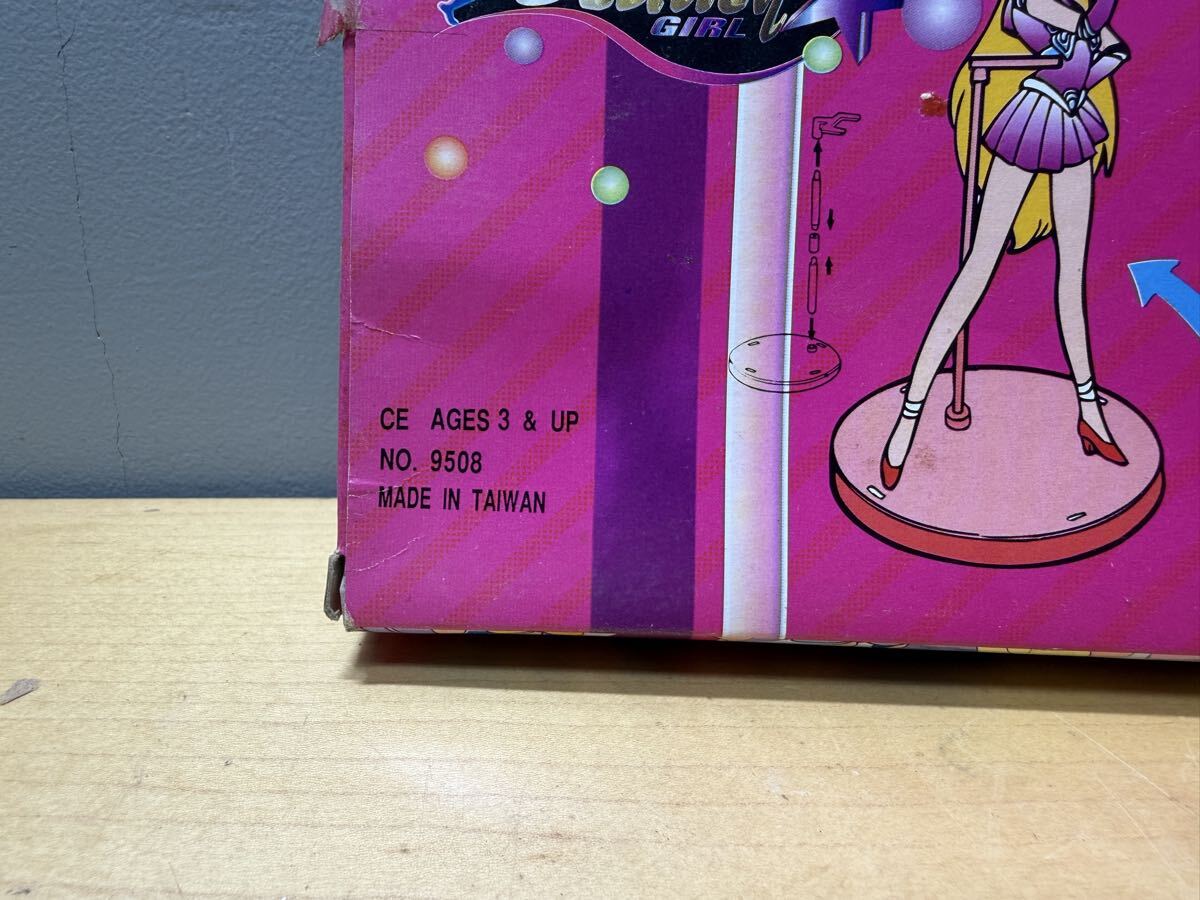 GIRL
CE AGES 3 & UP
NO. 9508
MADE IN TAIWAN